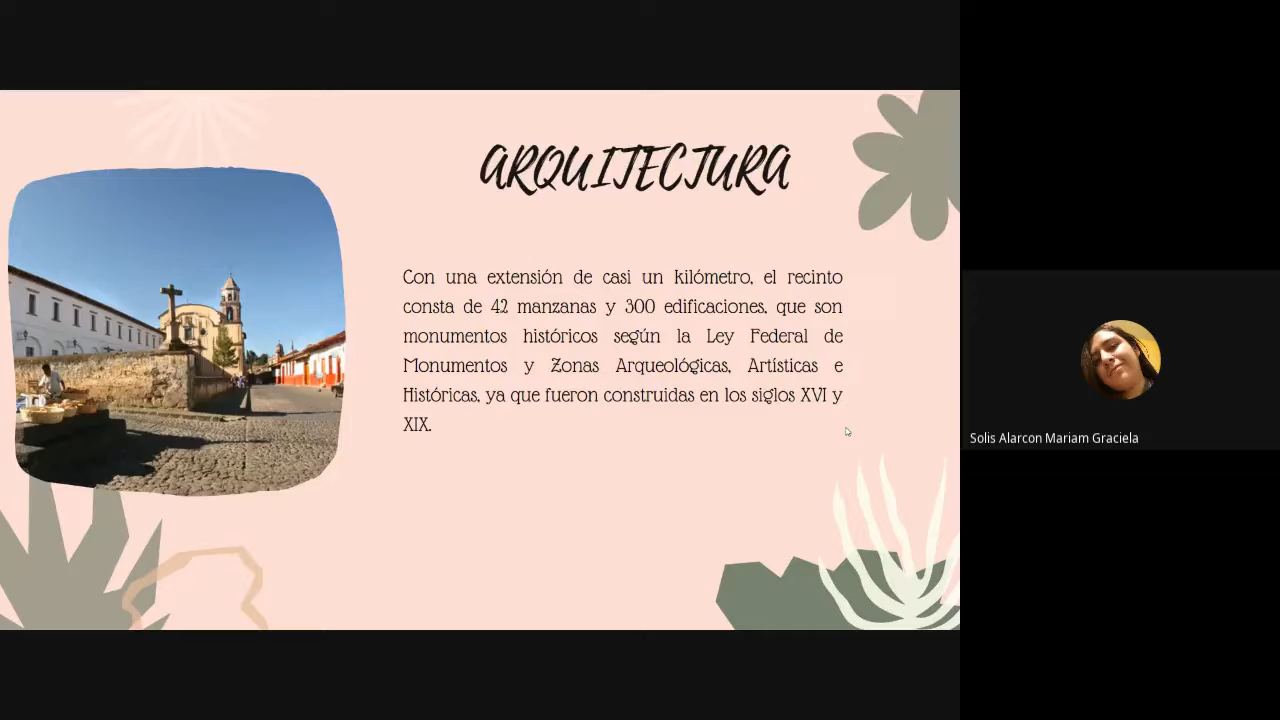 ARQUITECTURA
Con una extensión de casi un kilómetro, el recinto
consta de 42 manzanas y 300 edificaciones, que son
monumentos históricos según la Ley Federal de
Monumentos y Zonas Arqueológicas, Artísticas e
Históricas, ya que fueron construidas en los siglos XVI y
XIX.
Solis Alarcon Mariam Graciela